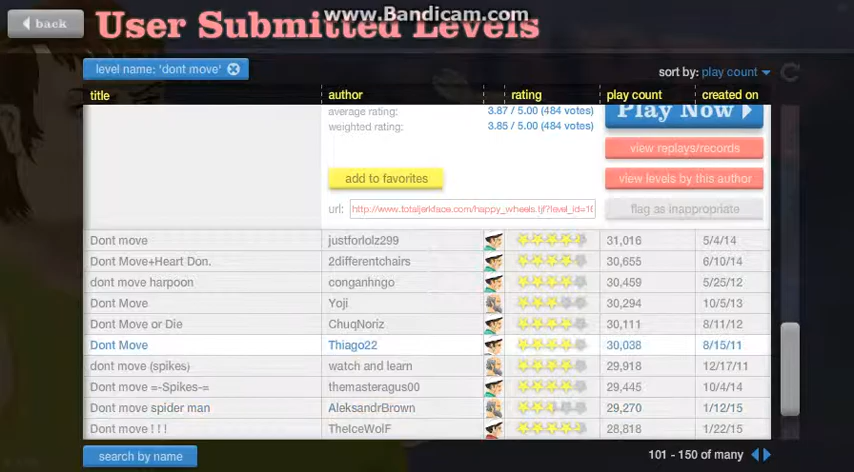 www.Bandicam.com
back
User Submitted Levels
level name: 'dont move'
sort by: play count
title author rating play count created on
average rating: 3.87 / 5.00 (484 votes)
Play Now
weighted rating: 3.85 / 5.00 (484 votes)
view replays/records
add to favorites
view levels by this author
url: http://www.totaljerkface.com/happy_wheels.tjf?level_id=1
flag as inappropriate
Dont move justforlolz299 31,016 5/4/14
Dont Move+Heart Don. 2differentchairs 30,655 6/10/14
dont move harpoon conganhngo 30,459 5/25/12
Dont Move Yoji 30,294 10/5/13
Dont Move or Die ChuqNoriz 30,111 8/11/12
Dont Move Thiago22 30,038 8/15/11
dont move (spikes) watch and learn 29,918 12/17/11
Dont move =-Spikes-= themasteragus00 29,445 10/4/14
Dont move spider man AleksandrBrown 29,270 1/12/15
Dont move ! ! ! TheIceWolF 28,818 1/22/15
search by name
101 - 150 of many